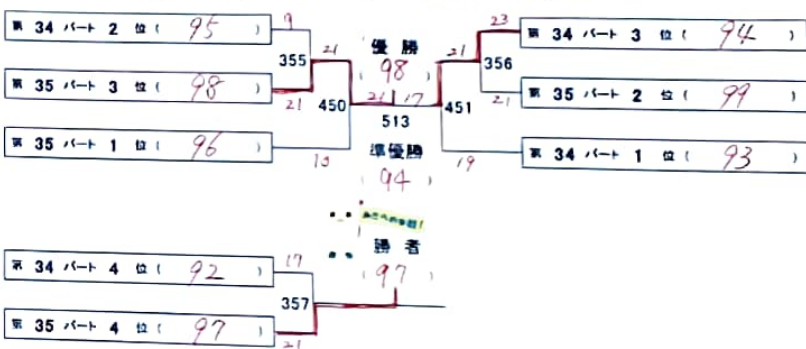 第 34 パート 2 位 ( 95 )
9
355
第 35 パート 3 位 ( 98 )
21
21
450
第 35 パート 1 位 ( 96 )
13
優 勝
( 98 )
21 17
513
準優勝
( 94 )
23
第 34 パート 3 位 ( 94 )
21
356
第 35 パート 2 位 ( 99 )
21
451
第 34 パート 1 位 ( 93 )
19
勝 者
( 97 )
第 34 パート 4 位 ( 92 )
17
357
第 35 パート 4 位 ( 97 )
21